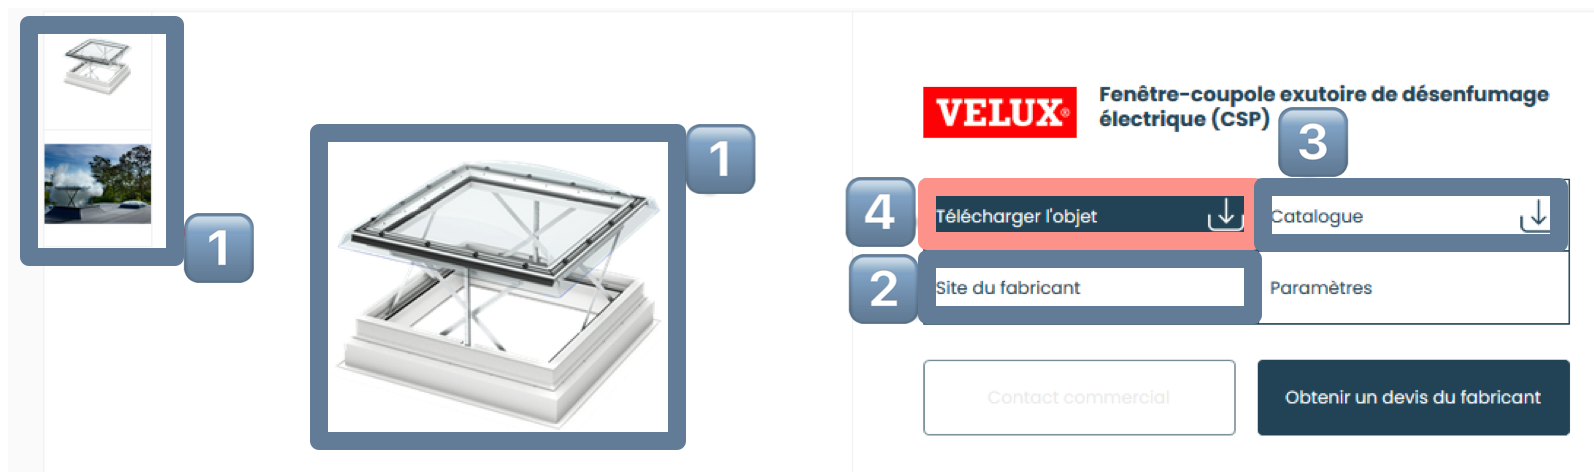 1
1
VELUX®
Fenêtre-coupole exutoire de désenfumage
électrique (CSP)
3
4
Télécharger l'objet
Catalogue
2
Site du fabricant
Paramètres
Contact commercial
Obtenir un devis du fabricant